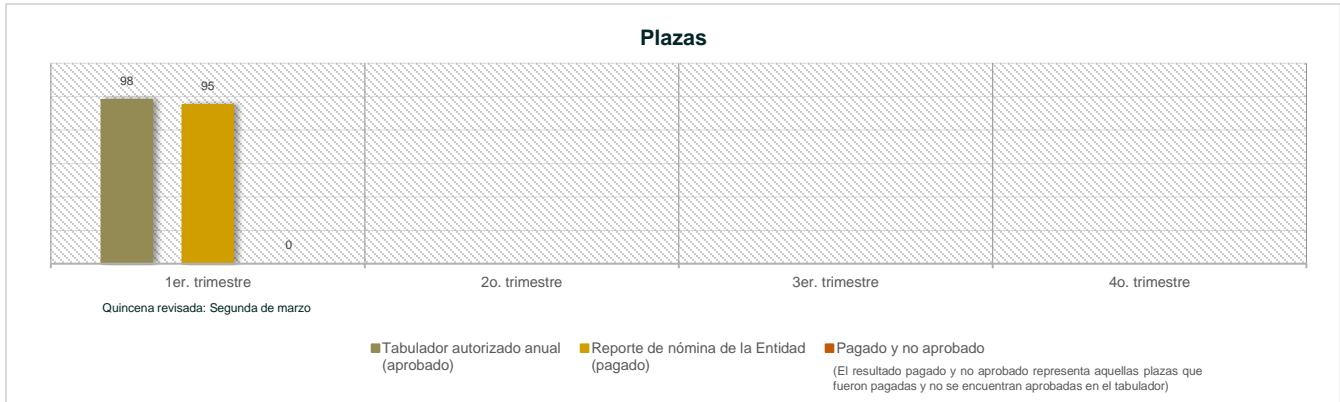 Plazas
98
95
0
1er. trimestre
2o. trimestre
3er. trimestre
4o. trimestre
Quincena revisada: Segunda de marzo
Tabulador autorizado anual
(aprobado)
Reporte de nómina de la Entidad
(pagado)
Pagado y no aprobado
(El resultado pagado y no aprobado representa aquellas plazas que
fueron pagadas y no se encuentran aprobadas en el tabulador)